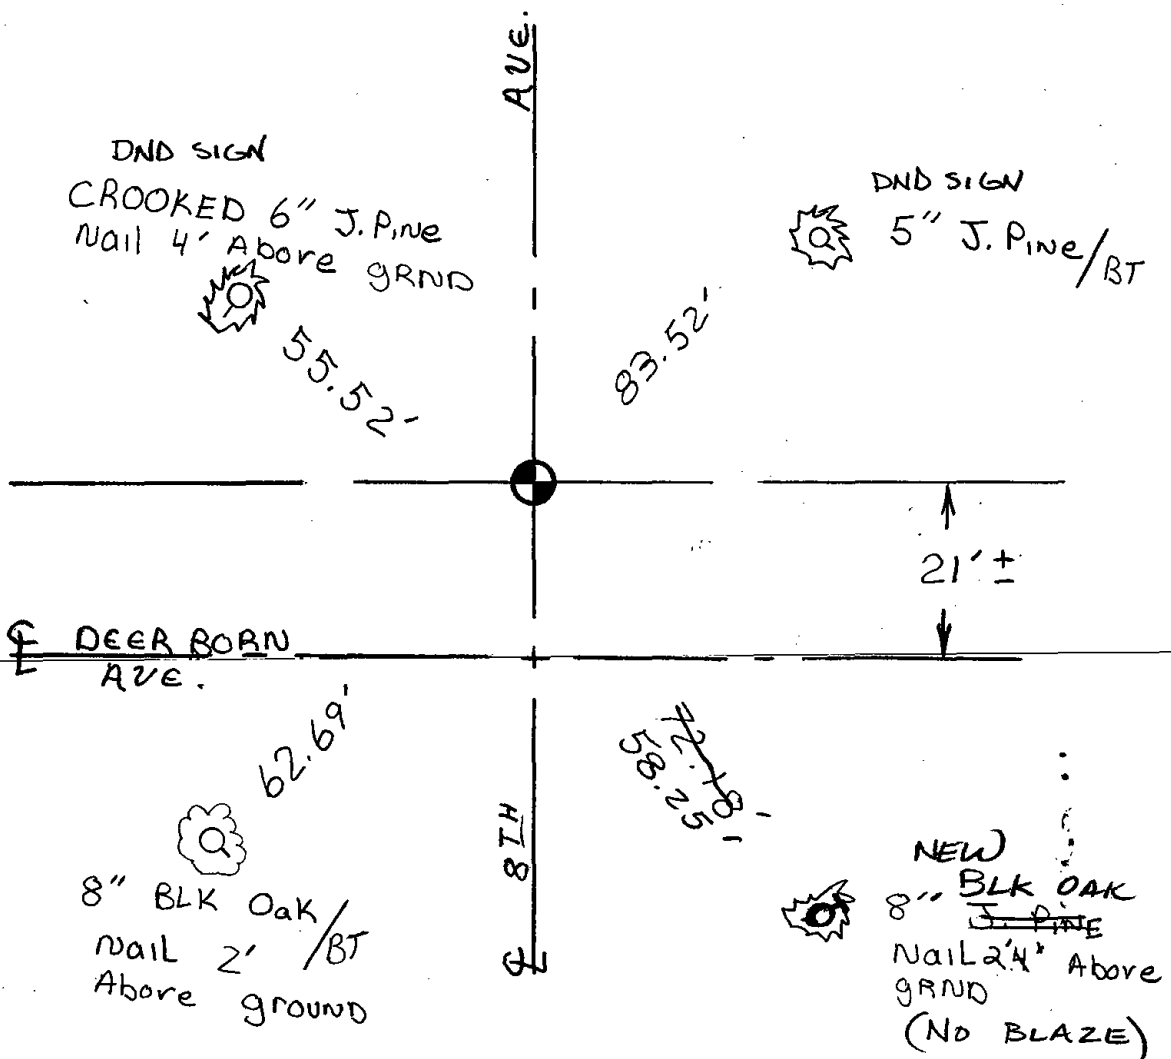 AVE.
DND SIGN
CROOKED 6" J. PINE
Nail 4' Above gRND
55.52'
DND SIGN
5" J. PINE/BT
83.52'
21' ±
℄ DEER BORN
AVE.
62.69'
8" BLK Oak/BT
Nail 2'
Above ground
℄ 8TH
72.18'
58.25'
NEW
BLK OAK
8" J. PINE
Nail 2'4" Above
gRND
(NO BLAZE)